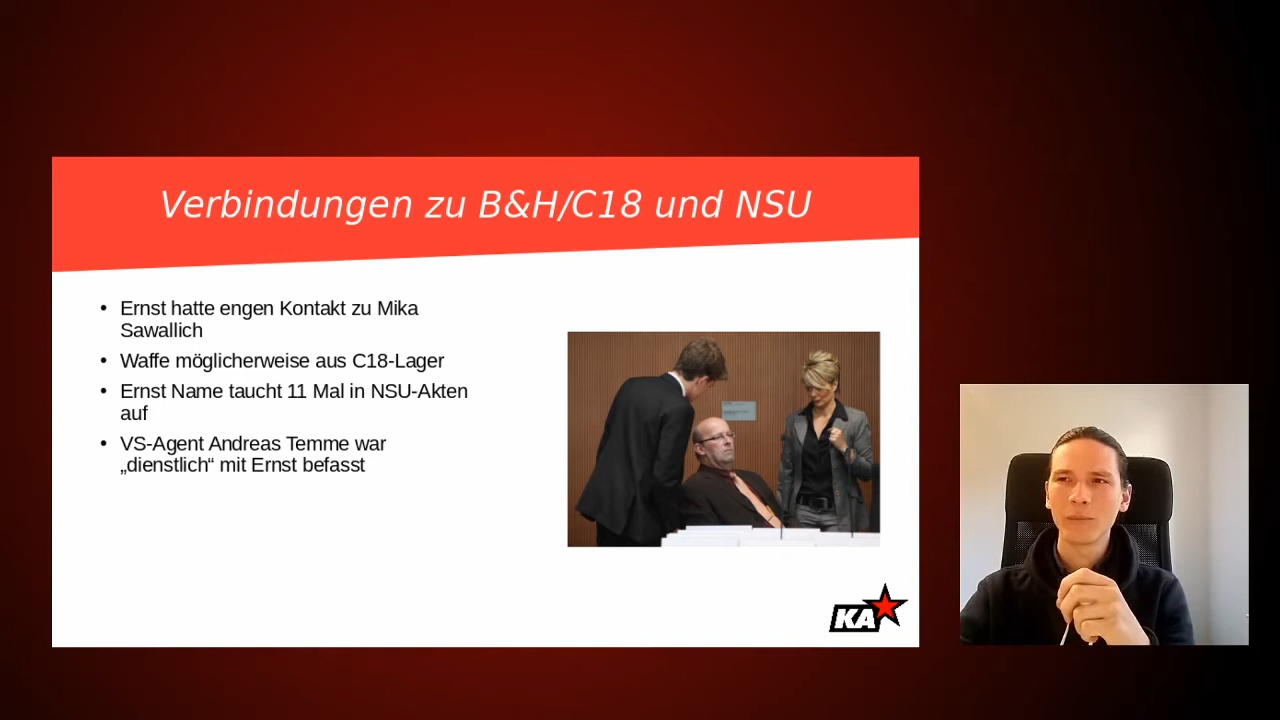 Verbindungen zu B&H/C18 und NSU
Ernst hatte engen Kontakt zu Mika
Sawallich
Waffe möglicherweise aus C18-Lager
Ernst Name taucht 11 Mal in NSU-Akten
auf
VS-Agent Andreas Temme war
„dienstlich“ mit Ernst befasst
KA